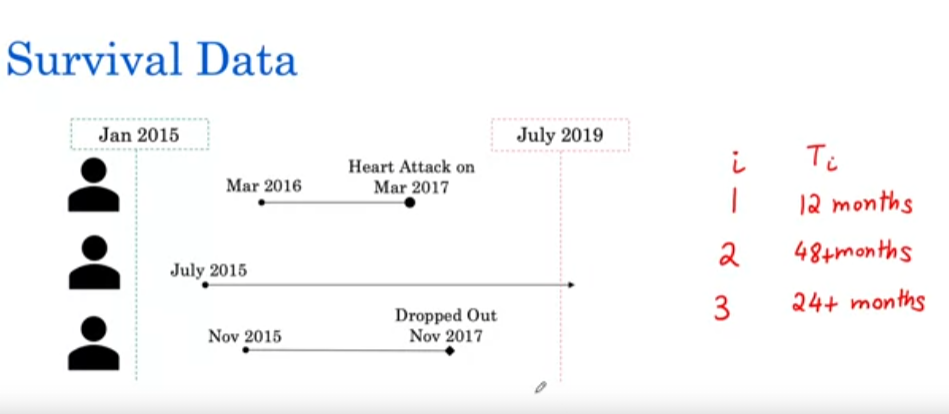 Survival Data
Jan 2015
July 2019
Heart Attack on
Mar 2016
Mar 2017
July 2015
Dropped Out
Nov 2015
Nov 2017
i Ti
1 12 months
2 48+months
3 24+ months